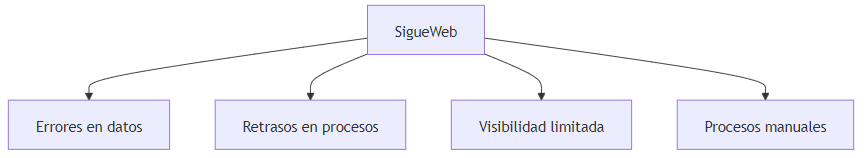 SigueWeb
Errores en datos
Retrasos en procesos
Visibilidad limitada
Procesos manuales